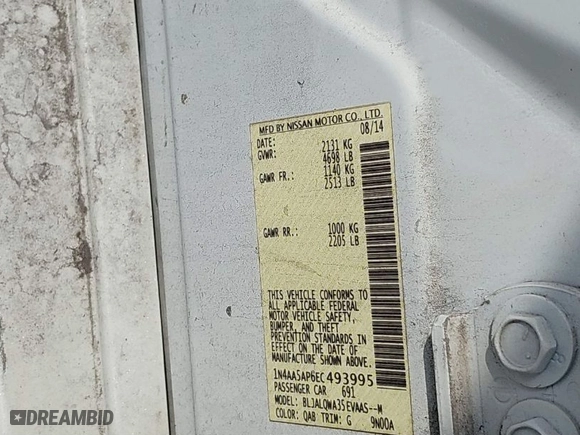 MFD BY NISSAN MOTOR CO., LTD.
DATE: 08/14
GVWR: 2131 KG
4698 LB
GAWR FR.: 1140 KG
2513 LB
GAWR RR.: 1000 KG
2205 LB
THIS VEHICLE CONFORMS TO
ALL APPLICABLE FEDERAL
MOTOR VEHICLE SAFETY,
BUMPER, AND THEFT
PREVENTION STANDARDS
IN EFFECT ON THE DATE OF
MANUFACTURE SHOWN ABOVE.
1N4AA5AP6EC493995
PASSENGER CAR 691
MODEL: BLJALQWA35EVAAS--M
COLOR: QAB TRIM: G 9N00A
DREAMBID